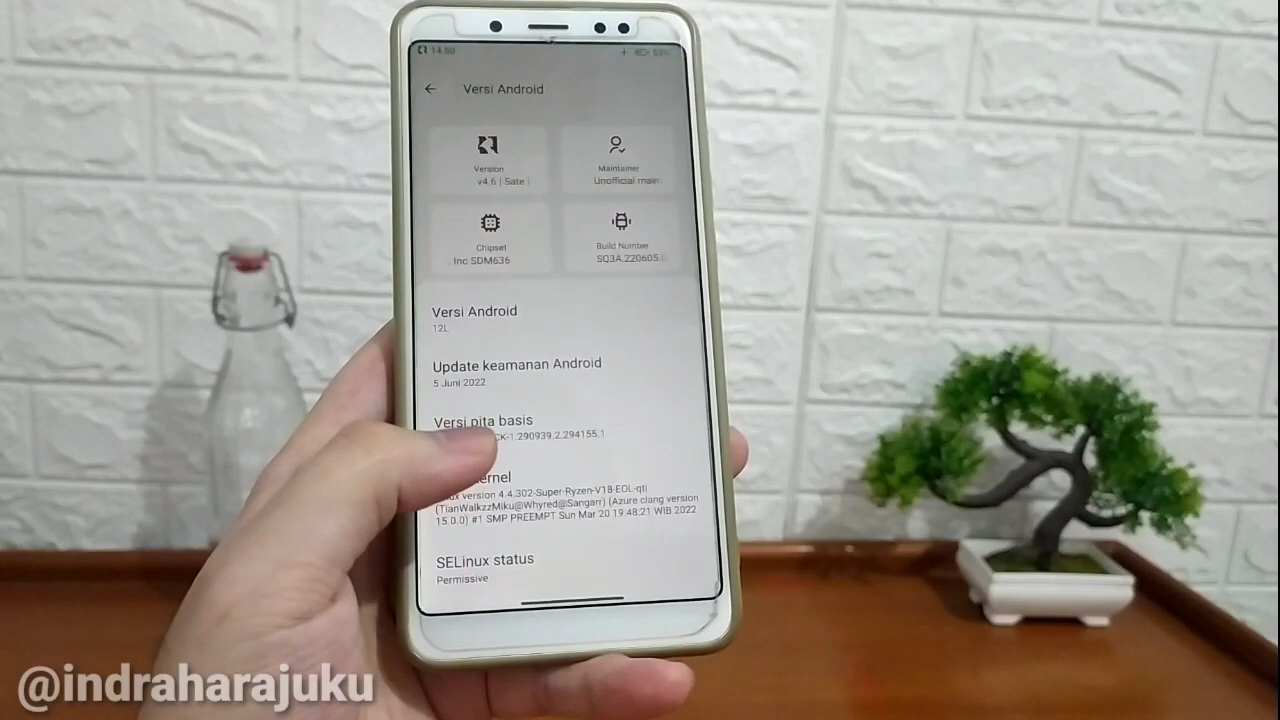 14.50
Versi Android
Version
v4.6 | Sate
Maintainer
Unofficial main
Chipset
Inc SDM636
Build Number
SQ3A.220605.
Versi Android
12L
Update keamanan Android
5 Juni 2022
Versi pita basis
CK-1.290939.2.294155.1
version 4.4.302-Super-Ryzen-V18-EOL-qti
(TianWalkzzMiku@Whyred@Sangarr) (Azure clang version
15.0.0) #1 SMP PREEMPT Sun Mar 20 19:48:21 WIB 2022
SELinux status
Permissive
@indraharajuku